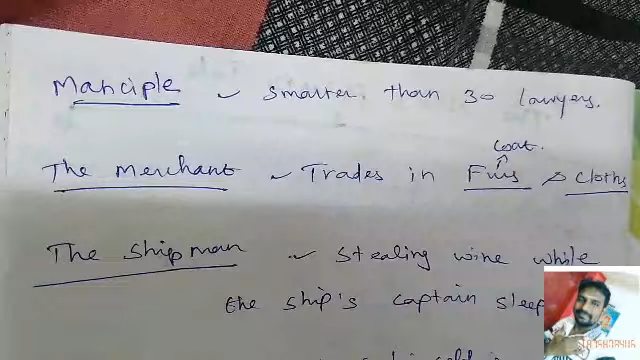 Manciple ~ smarter than 30 lawyers.
coat.
The Merchant ~ Trades in Furs & Cloths
The Shipman ~ stealing wine while
the ship's captain sleep